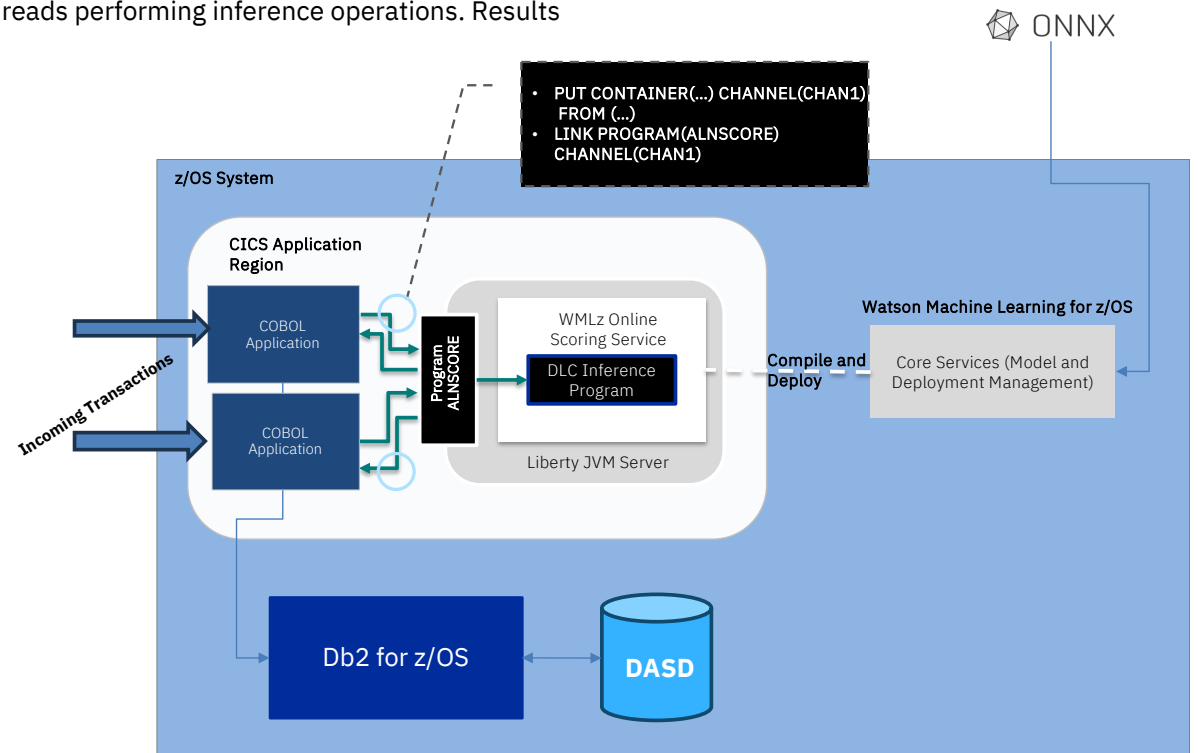 reads performing inference operations. Results
ONNX
• PUT CONTAINER(...) CHANNEL(CHAN1)
FROM (...)
• LINK PROGRAM(ALNSCORE)
CHANNEL(CHAN1)
z/OS System
CICS Application
Region
COBOL
Application
COBOL
Application
Incoming Transactions
Program
ALNSCORE
WMLz Online
Scoring Service
DLC Inference
Program
Liberty JVM Server
Compile and
Deploy
Watson Machine Learning for z/OS
Core Services (Model and
Deployment Management)
Db2 for z/OS
DASD